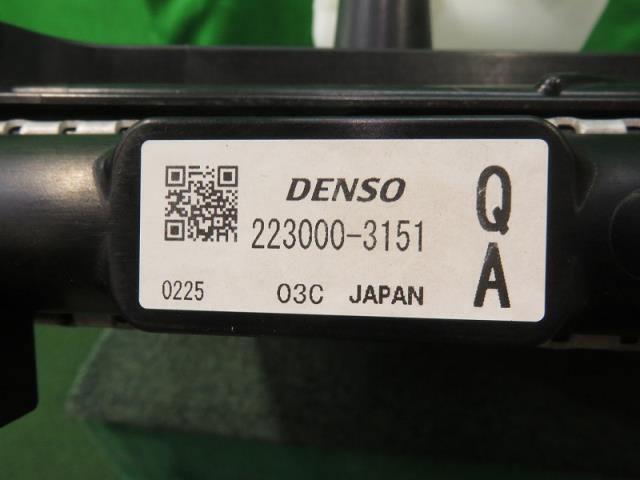 DENSO
223000-3151
0225 03C JAPAN
Q
A